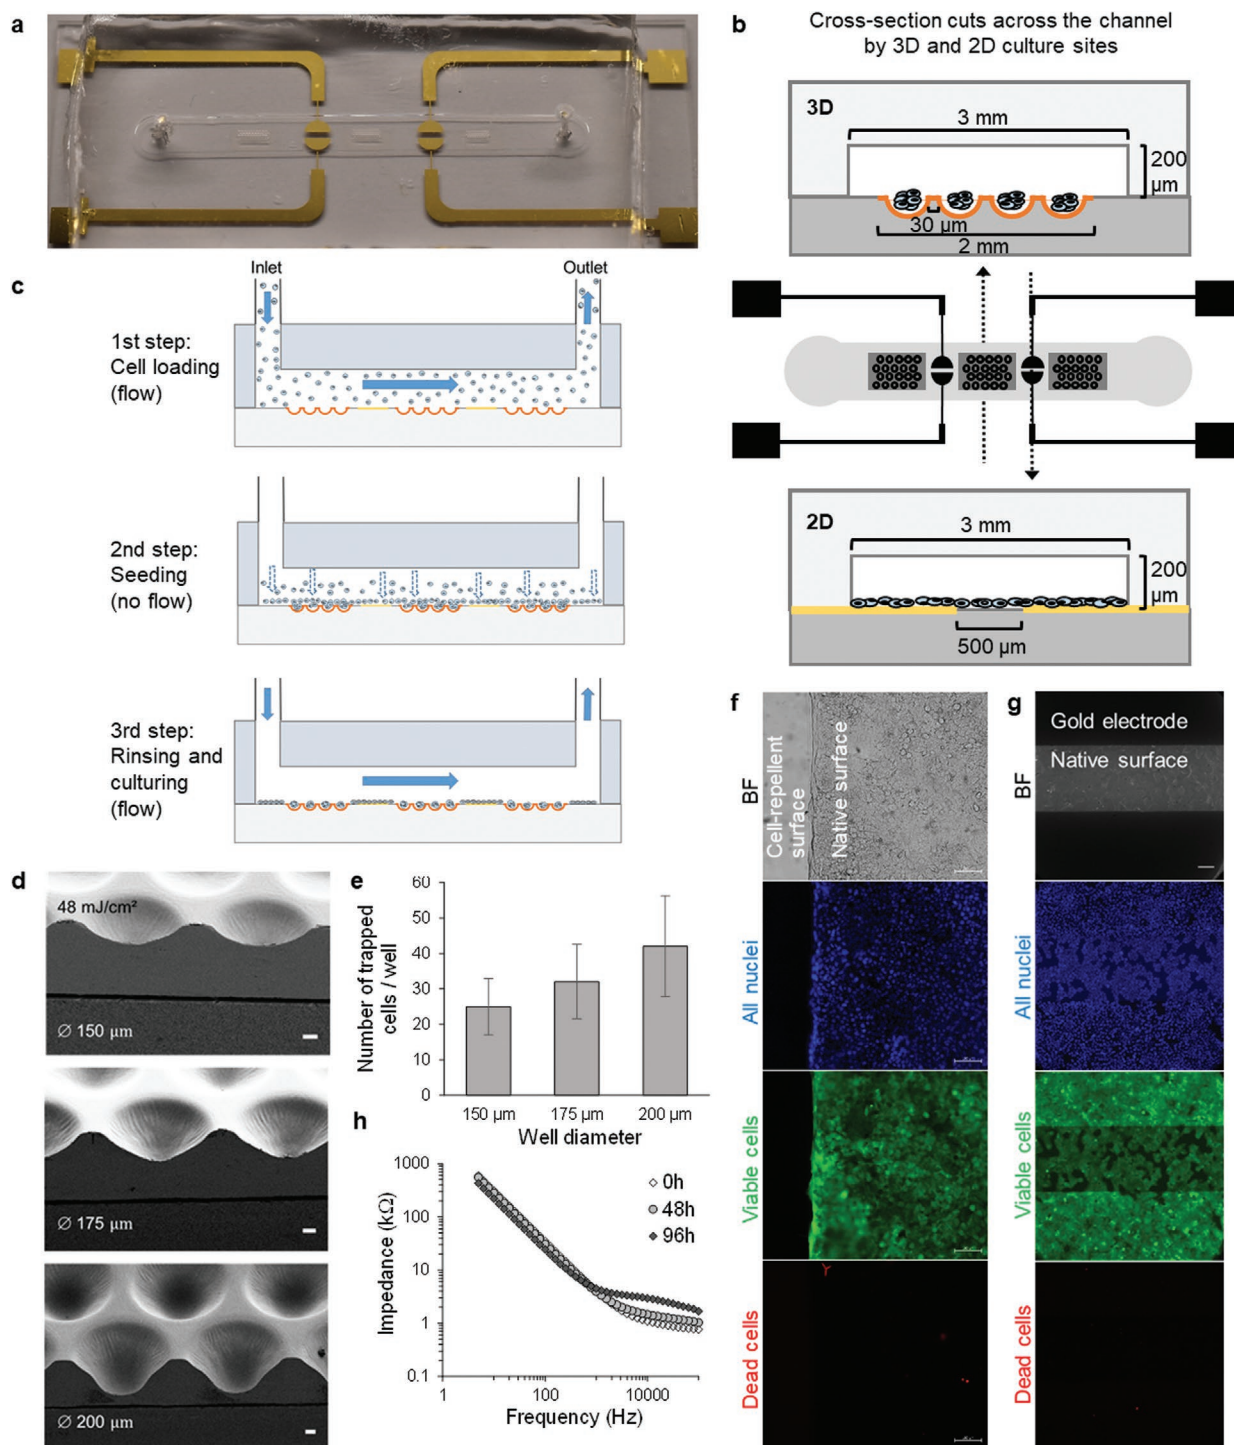 a
b
Cross-section cuts across the channel
by 3D and 2D culture sites
3D
3 mm
200
µm
30 µm
2 mm
2D
3 mm
200
µm
500 µm
c
Inlet
Outlet
1st step:
Cell loading
(flow)
2nd step:
Seeding
(no flow)
3rd step:
Rinsing and
culturing
(flow)
d
48 mJ/cm²
∅ 150 µm
∅ 175 µm
∅ 200 µm
e
Number of trapped
cells / well
60
50
40
30
20
10
0
150 µm
175 µm
200 µm
Well diameter
h
Impedance (kΩ)
1000
100
10
1
0.1
1
100
10000
Frequency (Hz)
0h
48h
96h
f
BF
Cell-repellent
surface
Native surface
All nuclei
Viable cells
Dead cells
g
BF
Gold electrode
Native surface
All nuclei
Viable cells
Dead cells